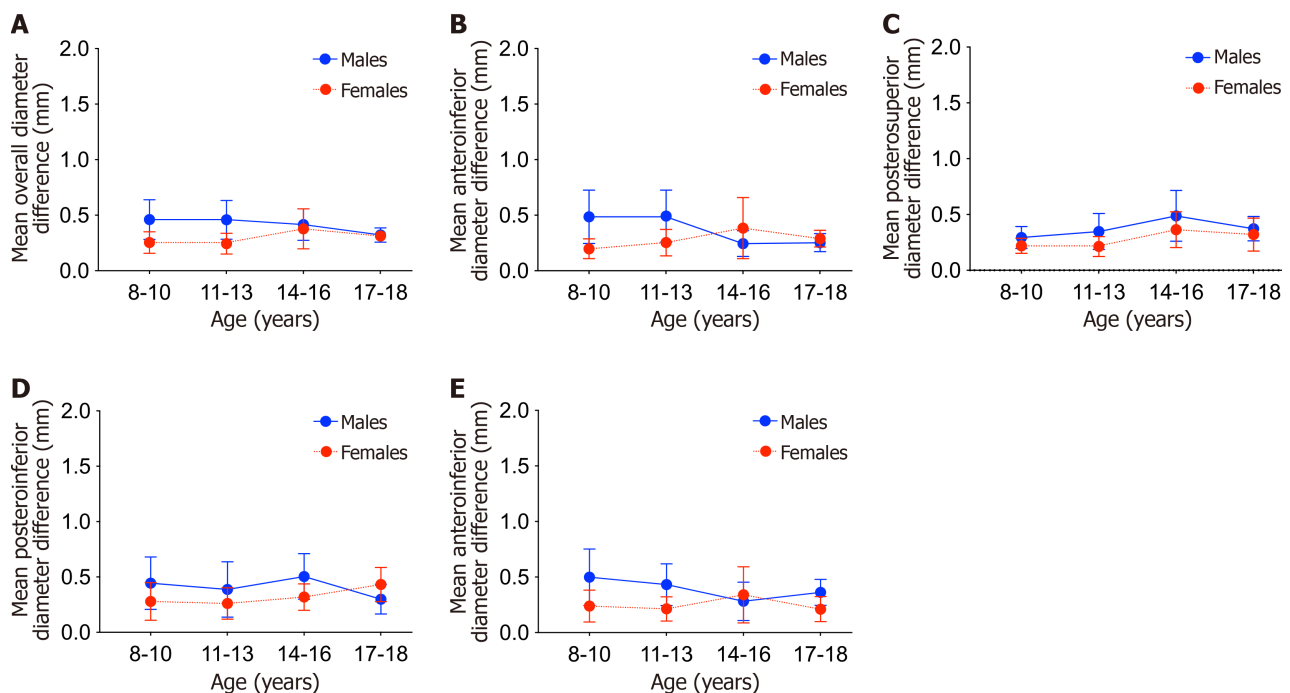 A
Mean overall diameter
difference (mm)
2.0
1.5
1.0
0.5
0.0
Males
Females
8-10 11-13 14-16 17-18
Age (years)
B
Mean anteroinferior
diameter difference (mm)
2.0
1.5
1.0
0.5
0.0
Males
Females
8-10 11-13 14-16 17-18
Age (years)
C
Mean posterosuperior
diameter difference (mm)
2.0
1.5
1.0
0.5
0.0
Males
Females
8-10 11-13 14-16 17-18
Age (years)
D
Mean posteroinferior
diameter difference (mm)
2.0
1.5
1.0
0.5
0.0
Males
Females
8-10 11-13 14-16 17-18
Age (years)
E
Mean anteroinferior
diameter difference (mm)
2.0
1.5
1.0
0.5
0.0
Males
Females
8-10 11-13 14-16 17-18
Age (years)